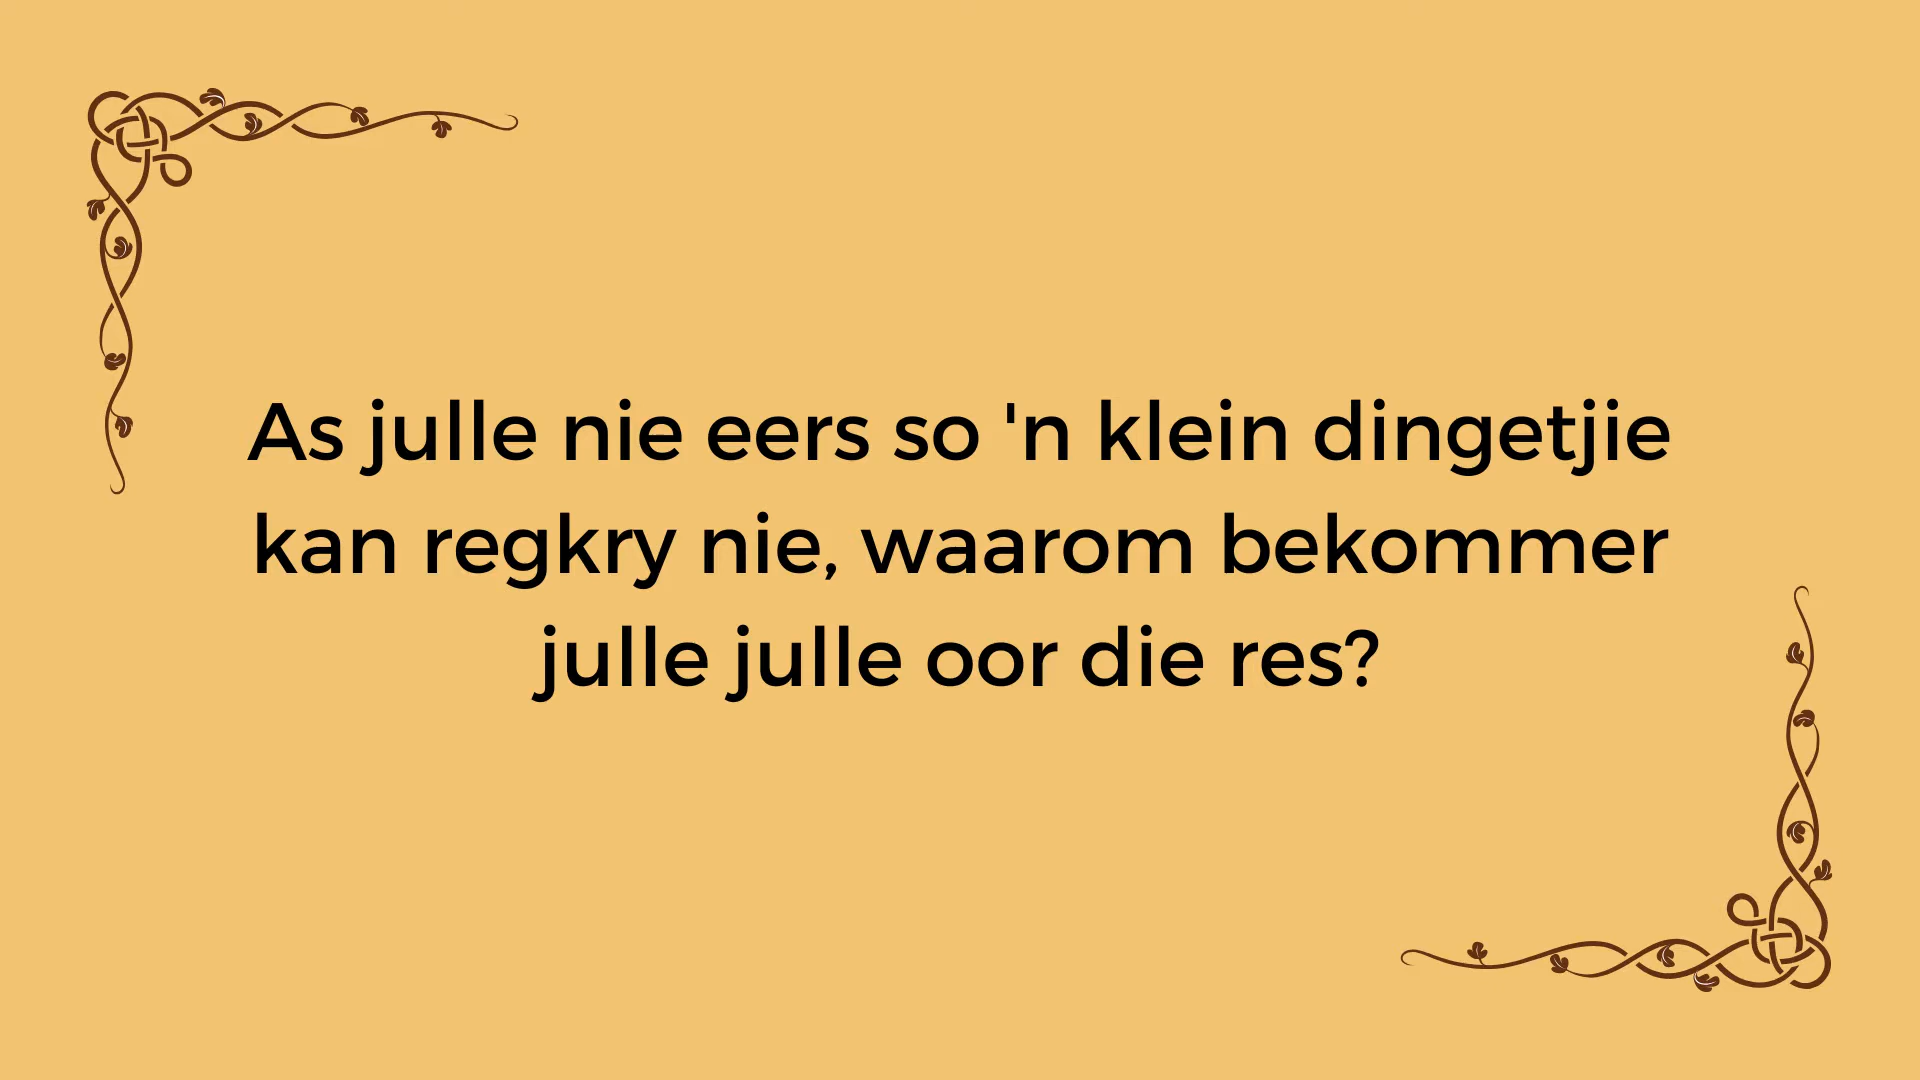 As julle nie eers so 'n klein dingetjie
kan regkry nie, waarom bekommer
julle julle oor die res?